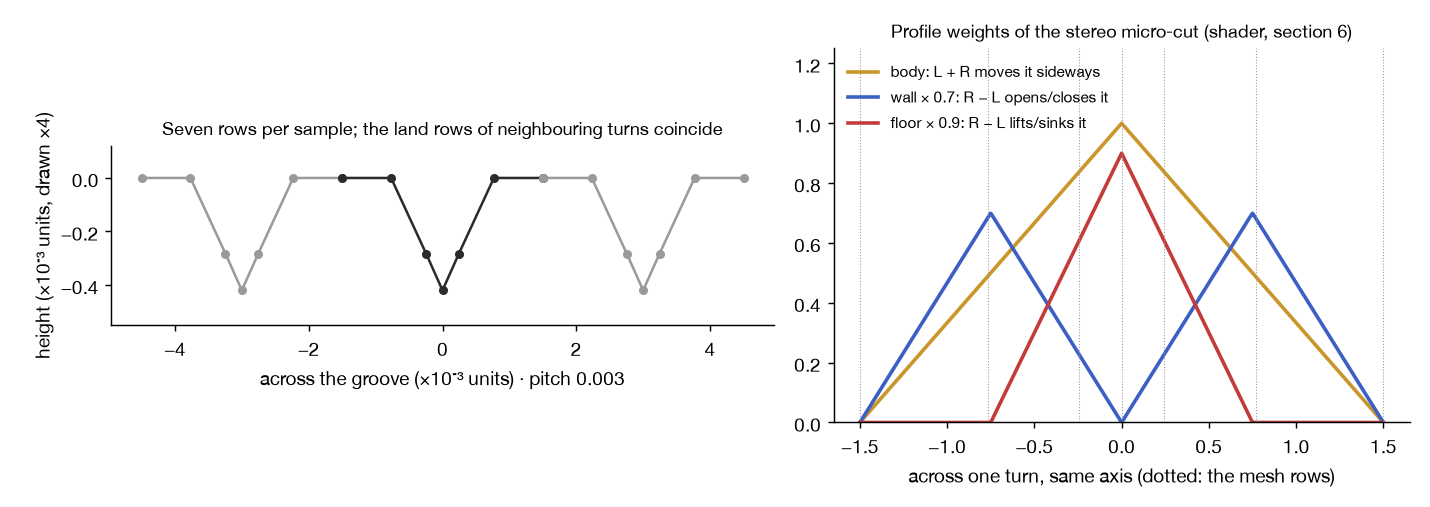 Seven rows per sample; the land rows of neighbouring turns coincide
height (×10⁻³ units, drawn ×4)
0.0
−0.2
−0.4
−4
−2
0
2
4
across the groove (×10⁻³ units) · pitch 0.003
Profile weights of the stereo micro-cut (shader, section 6)
body: L + R moves it sideways
wall × 0.7: R − L opens/closes it
floor × 0.9: R − L lifts/sinks it
1.2
1.0
0.8
0.6
0.4
0.2
0.0
−1.5
−1.0
−0.5
0.0
0.5
1.0
1.5
across one turn, same axis (dotted: the mesh rows)